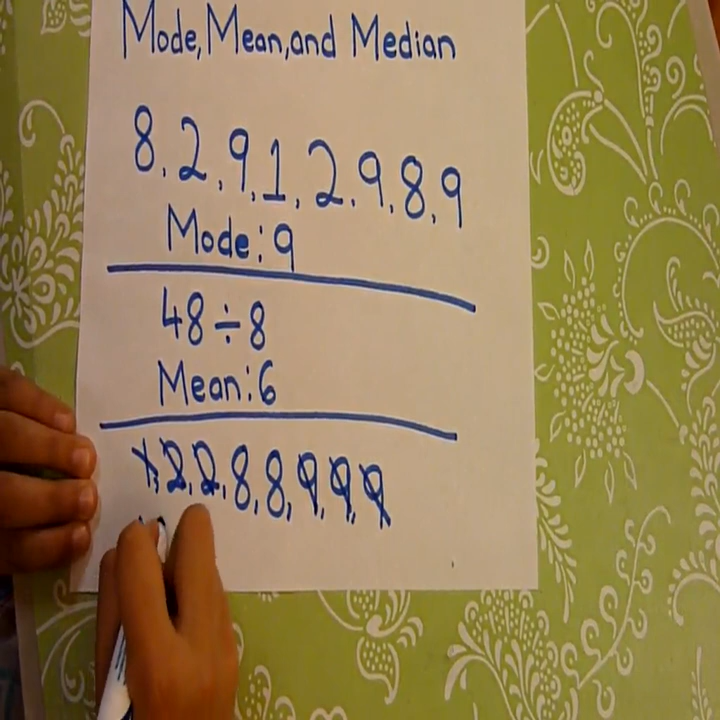 Mode, Mean, and Median
8, 2, 9, 1, 2, 9, 8, 9
Mode: 9
48÷8
Mean: 6
1, 2, 2, 8, 8, 9, 9, 9